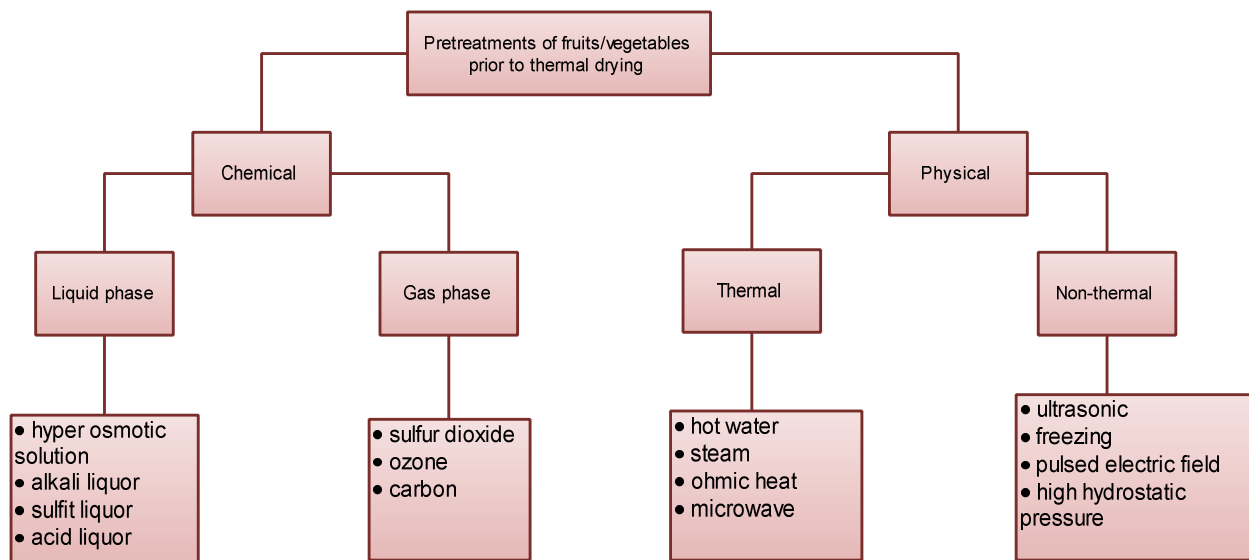 Pretreatments of fruits/vegetables
prior to thermal drying
Chemical
Physical
Liquid phase
Gas phase
Thermal
Non-thermal
• hyper osmotic
solution
• alkali liquor
• sulfit liquor
• acid liquor
• sulfur dioxide
• ozone
• carbon
• hot water
• steam
• ohmic heat
• microwave
• ultrasonic
• freezing
• pulsed electric field
• high hydrostatic
pressure